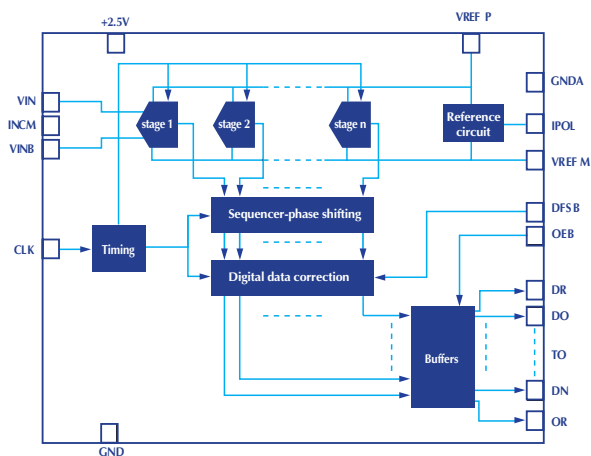 +2.5V
VREF P
GNDA
VIN
INCM
VINB
stage 1
stage 2
stage n
Reference
circuit
IPOL
VREF M
Sequencer-phase shifting
DFSB
OEB
CLK
Timing
Digital data correction
DR
DO
Buffers
TO
DN
OR
GND